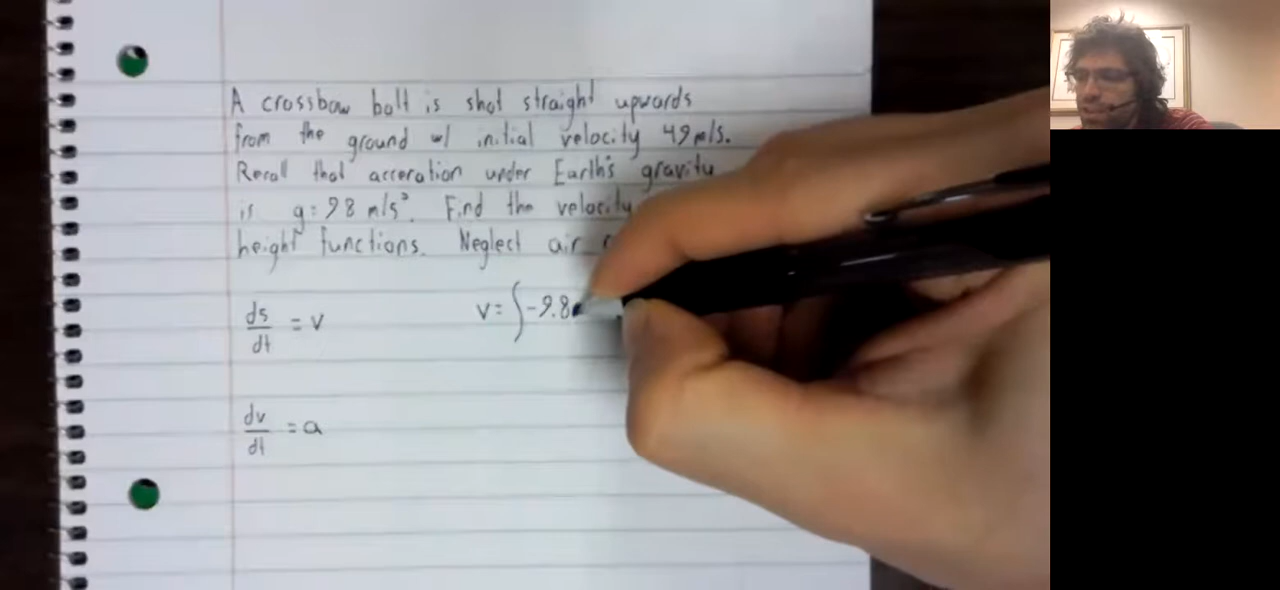 A crossbow bolt is shot straight upwards
from the ground w/ initial velocity 49 m/s.
Recall that acceration under Earth's gravity
is g=9.8 m/s². Find the velocity
height functions. Neglect air
ds/dt = v
v = ∫ -9.8
dv/dt = a